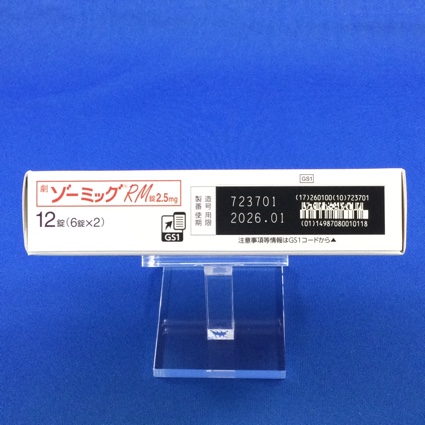 劇 ゾーミッグ®RM錠2.5mg
12錠(6錠×2)
GS1
製造番号 723701
使用期限 2026.01
GS1
(17)260100(10)723701
(01)14987080010118
注意事項等情報はGS1コードから▲